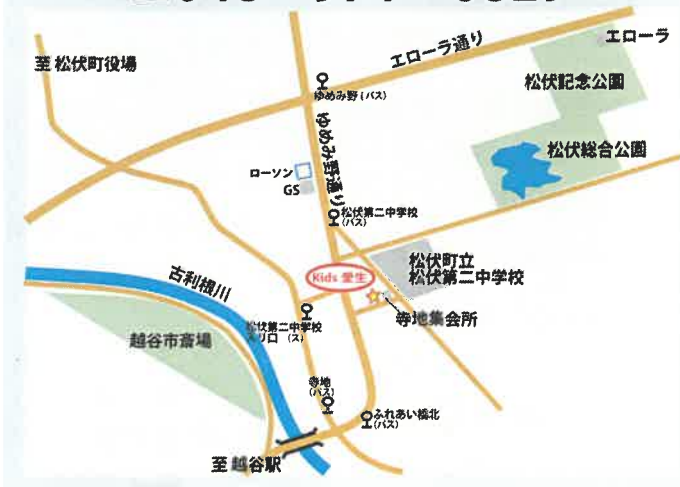 至 松伏町役場
エローラ通り
エローラ
松伏記念公園
ゆめみ野 (バス)
ゆめみ野通り
松伏総合公園
ローソン
GS
松伏第二中学校
(バス)
松伏町立
松伏第二中学校
古利根川
Kids 愛生
寺地集会所
松伏第二中学校
入り口 (ス)
越谷市斎場
寺地
(バス)
ふれあい橋北
(バス)
至 越谷駅